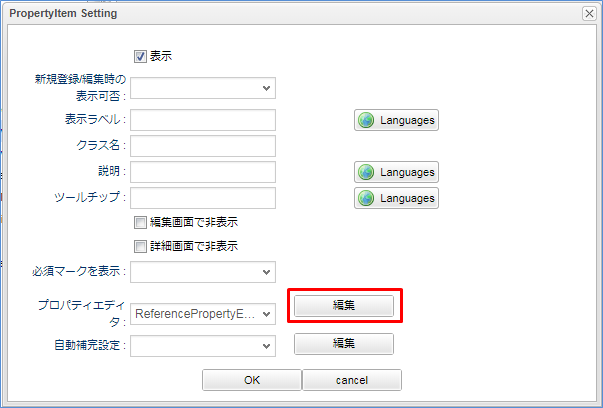 PropertyItem Setting
表示
新規登録/編集時の
表示可否 :
表示ラベル :
Languages
クラス名 :
説明 :
Languages
ツールチップ :
Languages
編集画面で非表示
詳細画面で非表示
必須マークを表示 :
プロパティエディ
タ :
ReferencePropertyE...
編集
自動補完設定 :
編集
OK
cancel